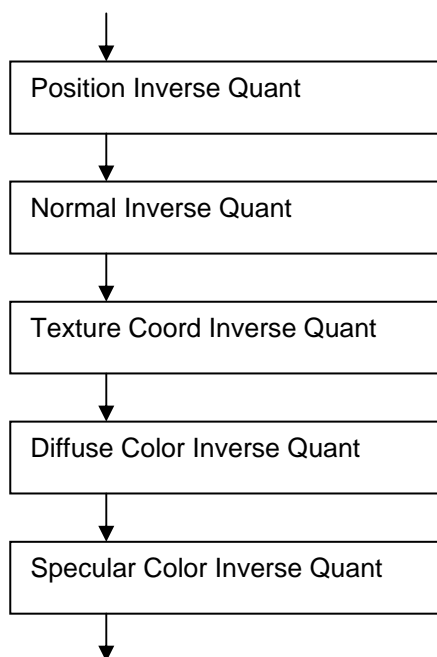 Position Inverse Quant
Normal Inverse Quant
Texture Coord Inverse Quant
Diffuse Color Inverse Quant
Specular Color Inverse Quant